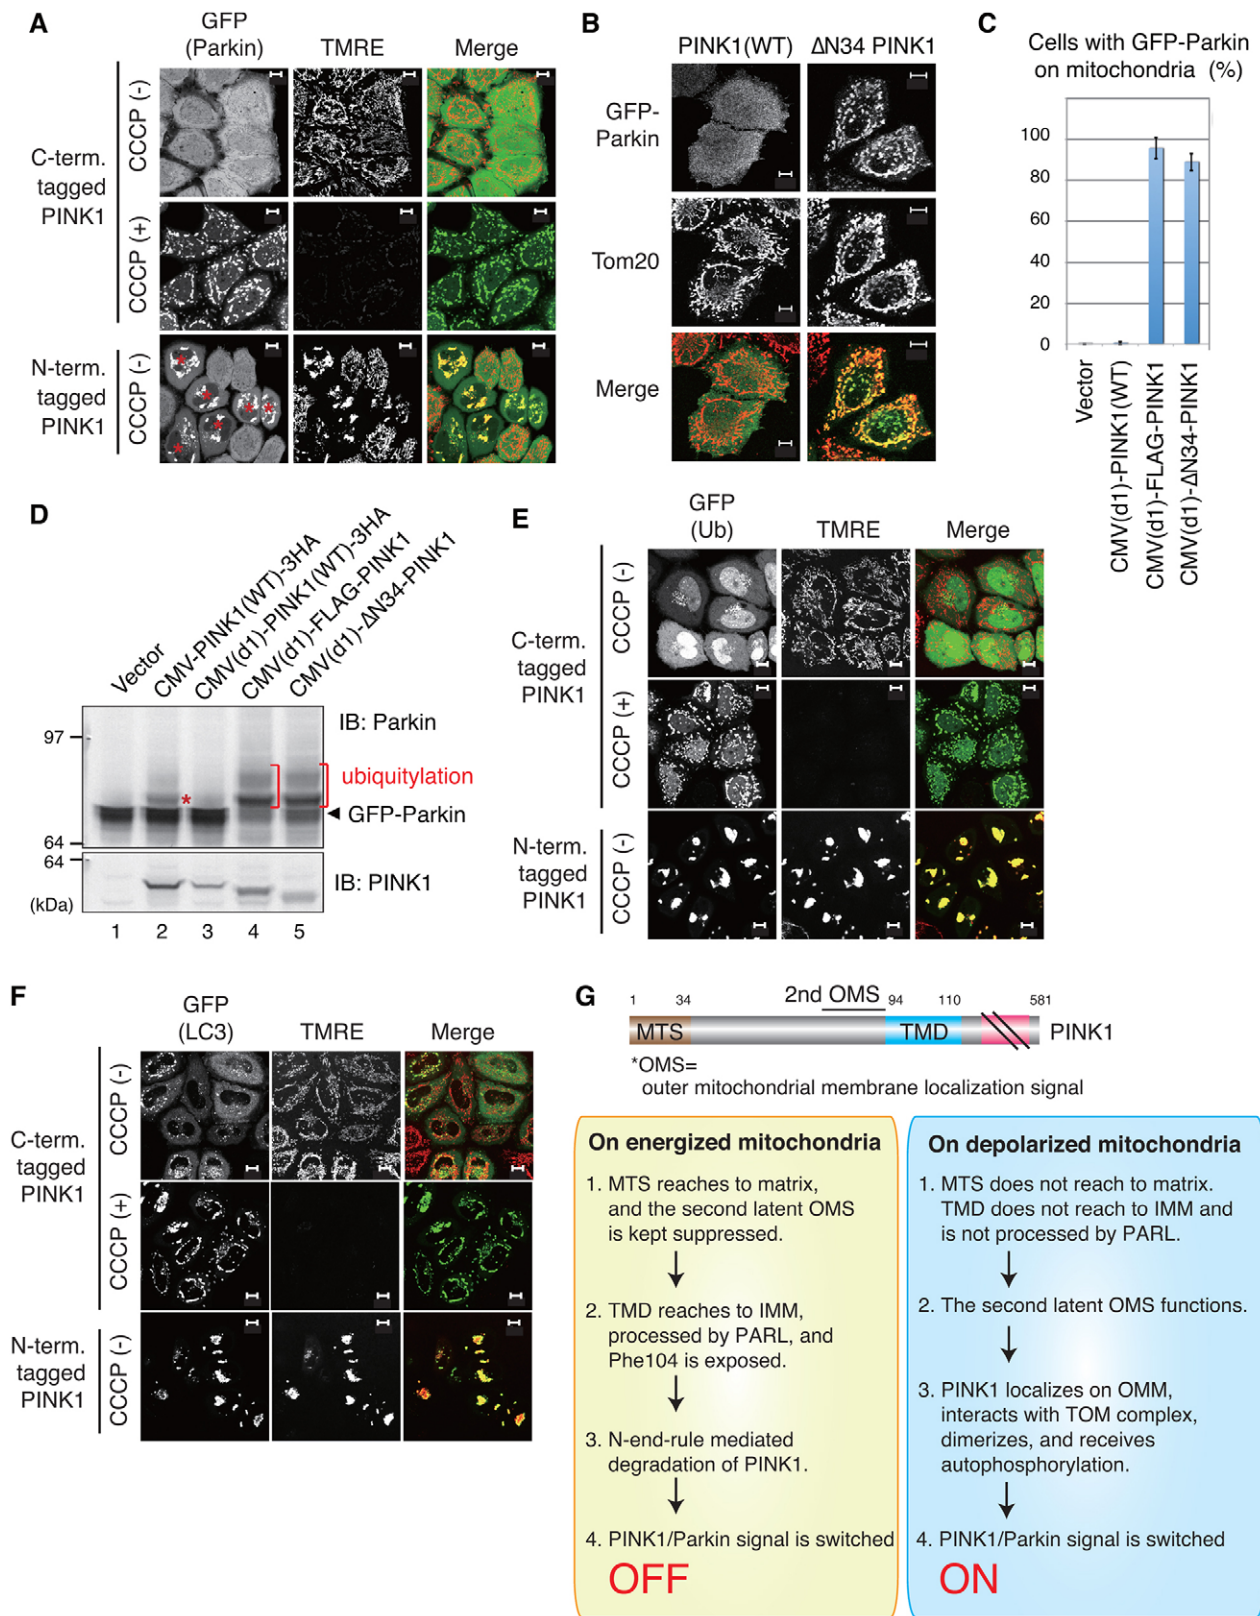 A
GFP
(Parkin)
TMRE
Merge
C-term.
tagged
PINK1
CCCP (-)
CCCP (+)
N-term.
tagged
PINK1
CCCP (-)
*
*
*
*
*
*
B
PINK1(WT)
ΔN34 PINK1
GFP-
Parkin
Tom20
Merge
C
Cells with GFP-Parkin
on mitochondria (%)
100
80
60
40
20
0
Vector
CMV(d1)-PINK1(WT)
CMV(d1)-FLAG-PINK1
CMV(d1)-ΔN34-PINK1
D
Vector
CMV-PINK1(WT)-3HA
CMV(d1)-PINK1(WT)-3HA
CMV(d1)-FLAG-PINK1
CMV(d1)-ΔN34-PINK1
97
IB: Parkin
ubiquitylation
*
GFP-Parkin
64
64
IB: PINK1
(kDa)
1 2 3 4 5
E
GFP
(Ub)
TMRE
Merge
C-term.
tagged
PINK1
CCCP (-)
CCCP (+)
N-term.
tagged
PINK1
CCCP (-)
F
GFP
(LC3)
TMRE
Merge
C-term.
tagged
PINK1
CCCP (-)
CCCP (+)
N-term.
tagged
PINK1
CCCP (-)
G
1 34 2nd OMS 94 110 581
MTS TMD PINK1
*OMS=
outer mitochondrial membrane localization signal
On energized mitochondria
1. MTS reaches to matrix,
and the second latent OMS
is kept suppressed.
2. TMD reaches to IMM,
processed by PARL, and
Phe104 is exposed.
3. N-end-rule mediated
degradation of PINK1.
4. PINK1/Parkin signal is switched
OFF
On depolarized mitochondria
1. MTS does not reach to matrix.
TMD does not reach to IMM and
is not processed by PARL.
2. The second latent OMS functions.
3. PINK1 localizes on OMM,
interacts with TOM complex,
dimerizes, and receives
autophosphorylation.
4. PINK1/Parkin signal is switched
ON